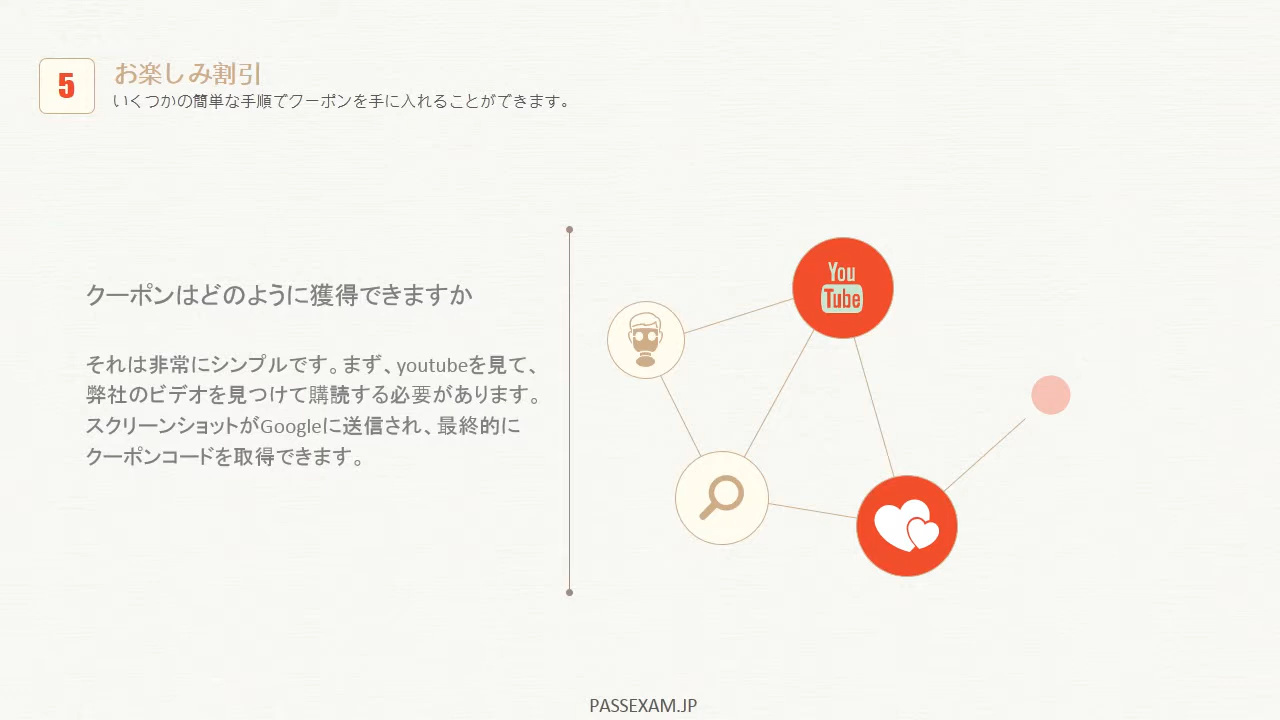 5
お楽しみ割引
いくつかの簡単な手順でクーポンを手に入れることができます。
クーポンはどのように獲得できますか
それは非常にシンプルです。まず、youtubeを見て、
弊社のビデオを見つけて購読する必要があります。
スクリーンショットがGoogleに送信され、最終的に
クーポンコードを取得できます。
You
Tube
PASSEXAM.JP